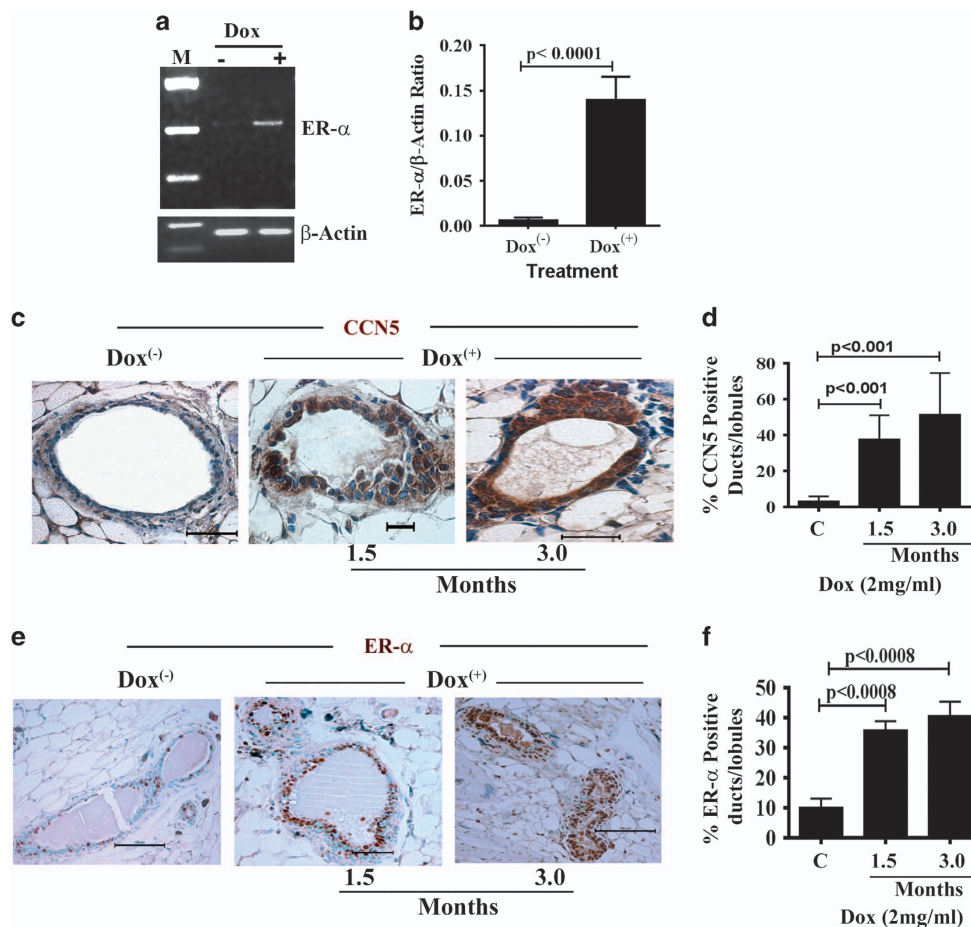 a
Dox
M - +
ER-α
β-Actin
b
p< 0.0001
ER-α/β-Actin Ratio
0.20
0.15
0.10
0.05
0.00
Dox(-) Dox(+)
Treatment
c
CCN5
Dox(-) Dox(+)
1.5 3.0
Months
d
p<0.001
p<0.001
% CCN5 Positive
Ducts/lobules
80
60
40
20
0
C 1.5 3.0
Months
Dox (2mg/ml)
e
ER-α
Dox(-) Dox(+)
1.5 3.0
Months
f
p<0.0008
p<0.0008
% ER-α Positive
ducts/lobules
50
40
30
20
10
0
C 1.5 3.0
Months
Dox (2mg/ml)